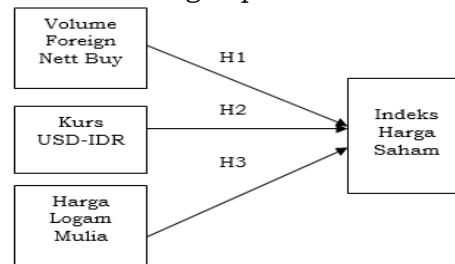 Volume
Foreign
Nett Buy
H1
Kurs
USD-IDR
H2
Indeks
Harga
Saham
H3
Harga
Logam
Mulia